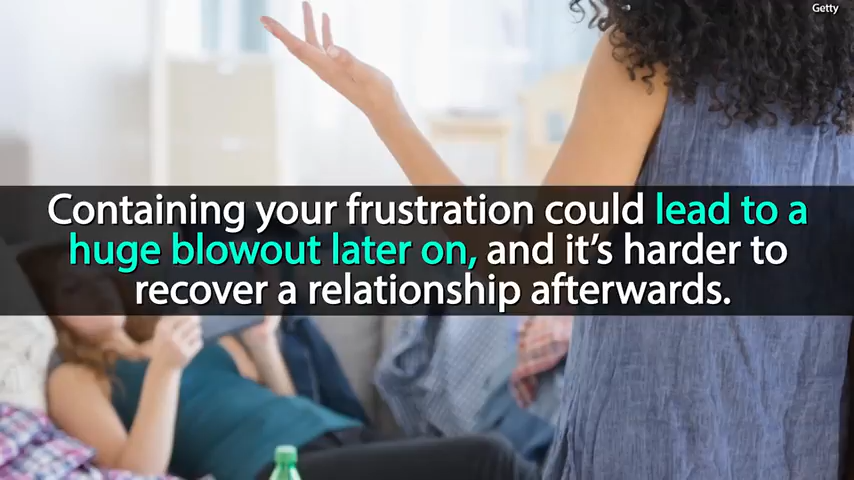 Getty
Containing your frustration could lead to a
huge blowout later on, and it’s harder to
recover a relationship afterwards.